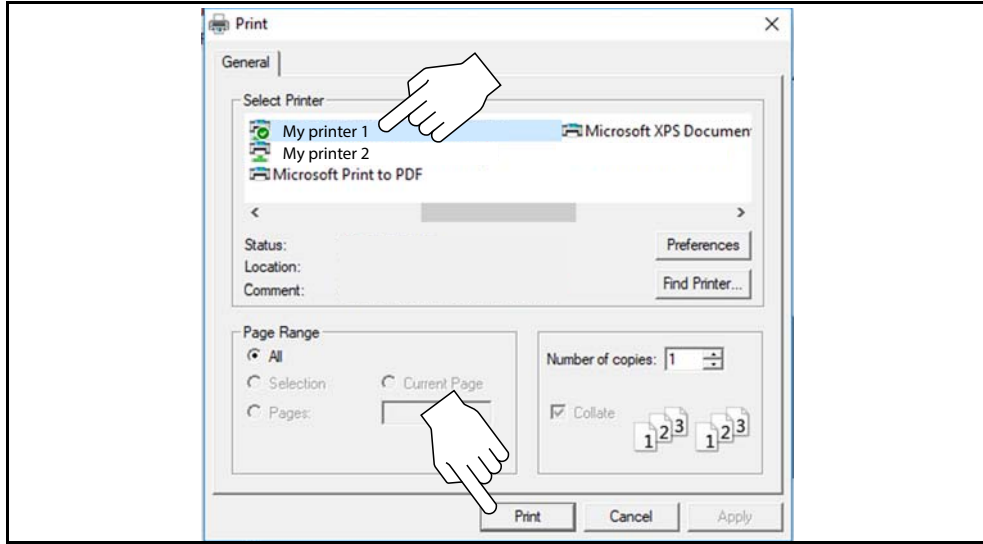 Print
General
Select Printer
My printer 1 Microsoft XPS Documen
My printer 2
Microsoft Print to PDF
Status: Preferences
Location:
Comment: Find Printer...
Page Range
All Number of copies: 1
Selection Current Page
Pages: Collate
1 2 3 1 2 3
Print Cancel Apply